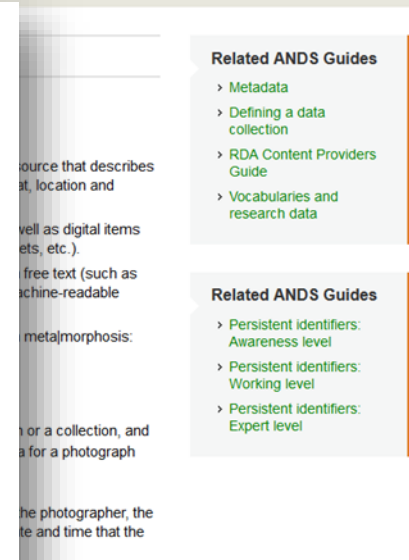 source that describes
at, location and
well as digital items
ets, etc.).
free text (such as
achine-readable
meta|morphosis:
n or a collection, and
a for a photograph
the photographer, the
te and time that the
Related ANDS Guides
› Metadata
› Defining a data
collection
› RDA Content Providers
Guide
› Vocabularies and
research data
Related ANDS Guides
› Persistent identifiers:
Awareness level
› Persistent identifiers:
Working level
› Persistent identifiers:
Expert level